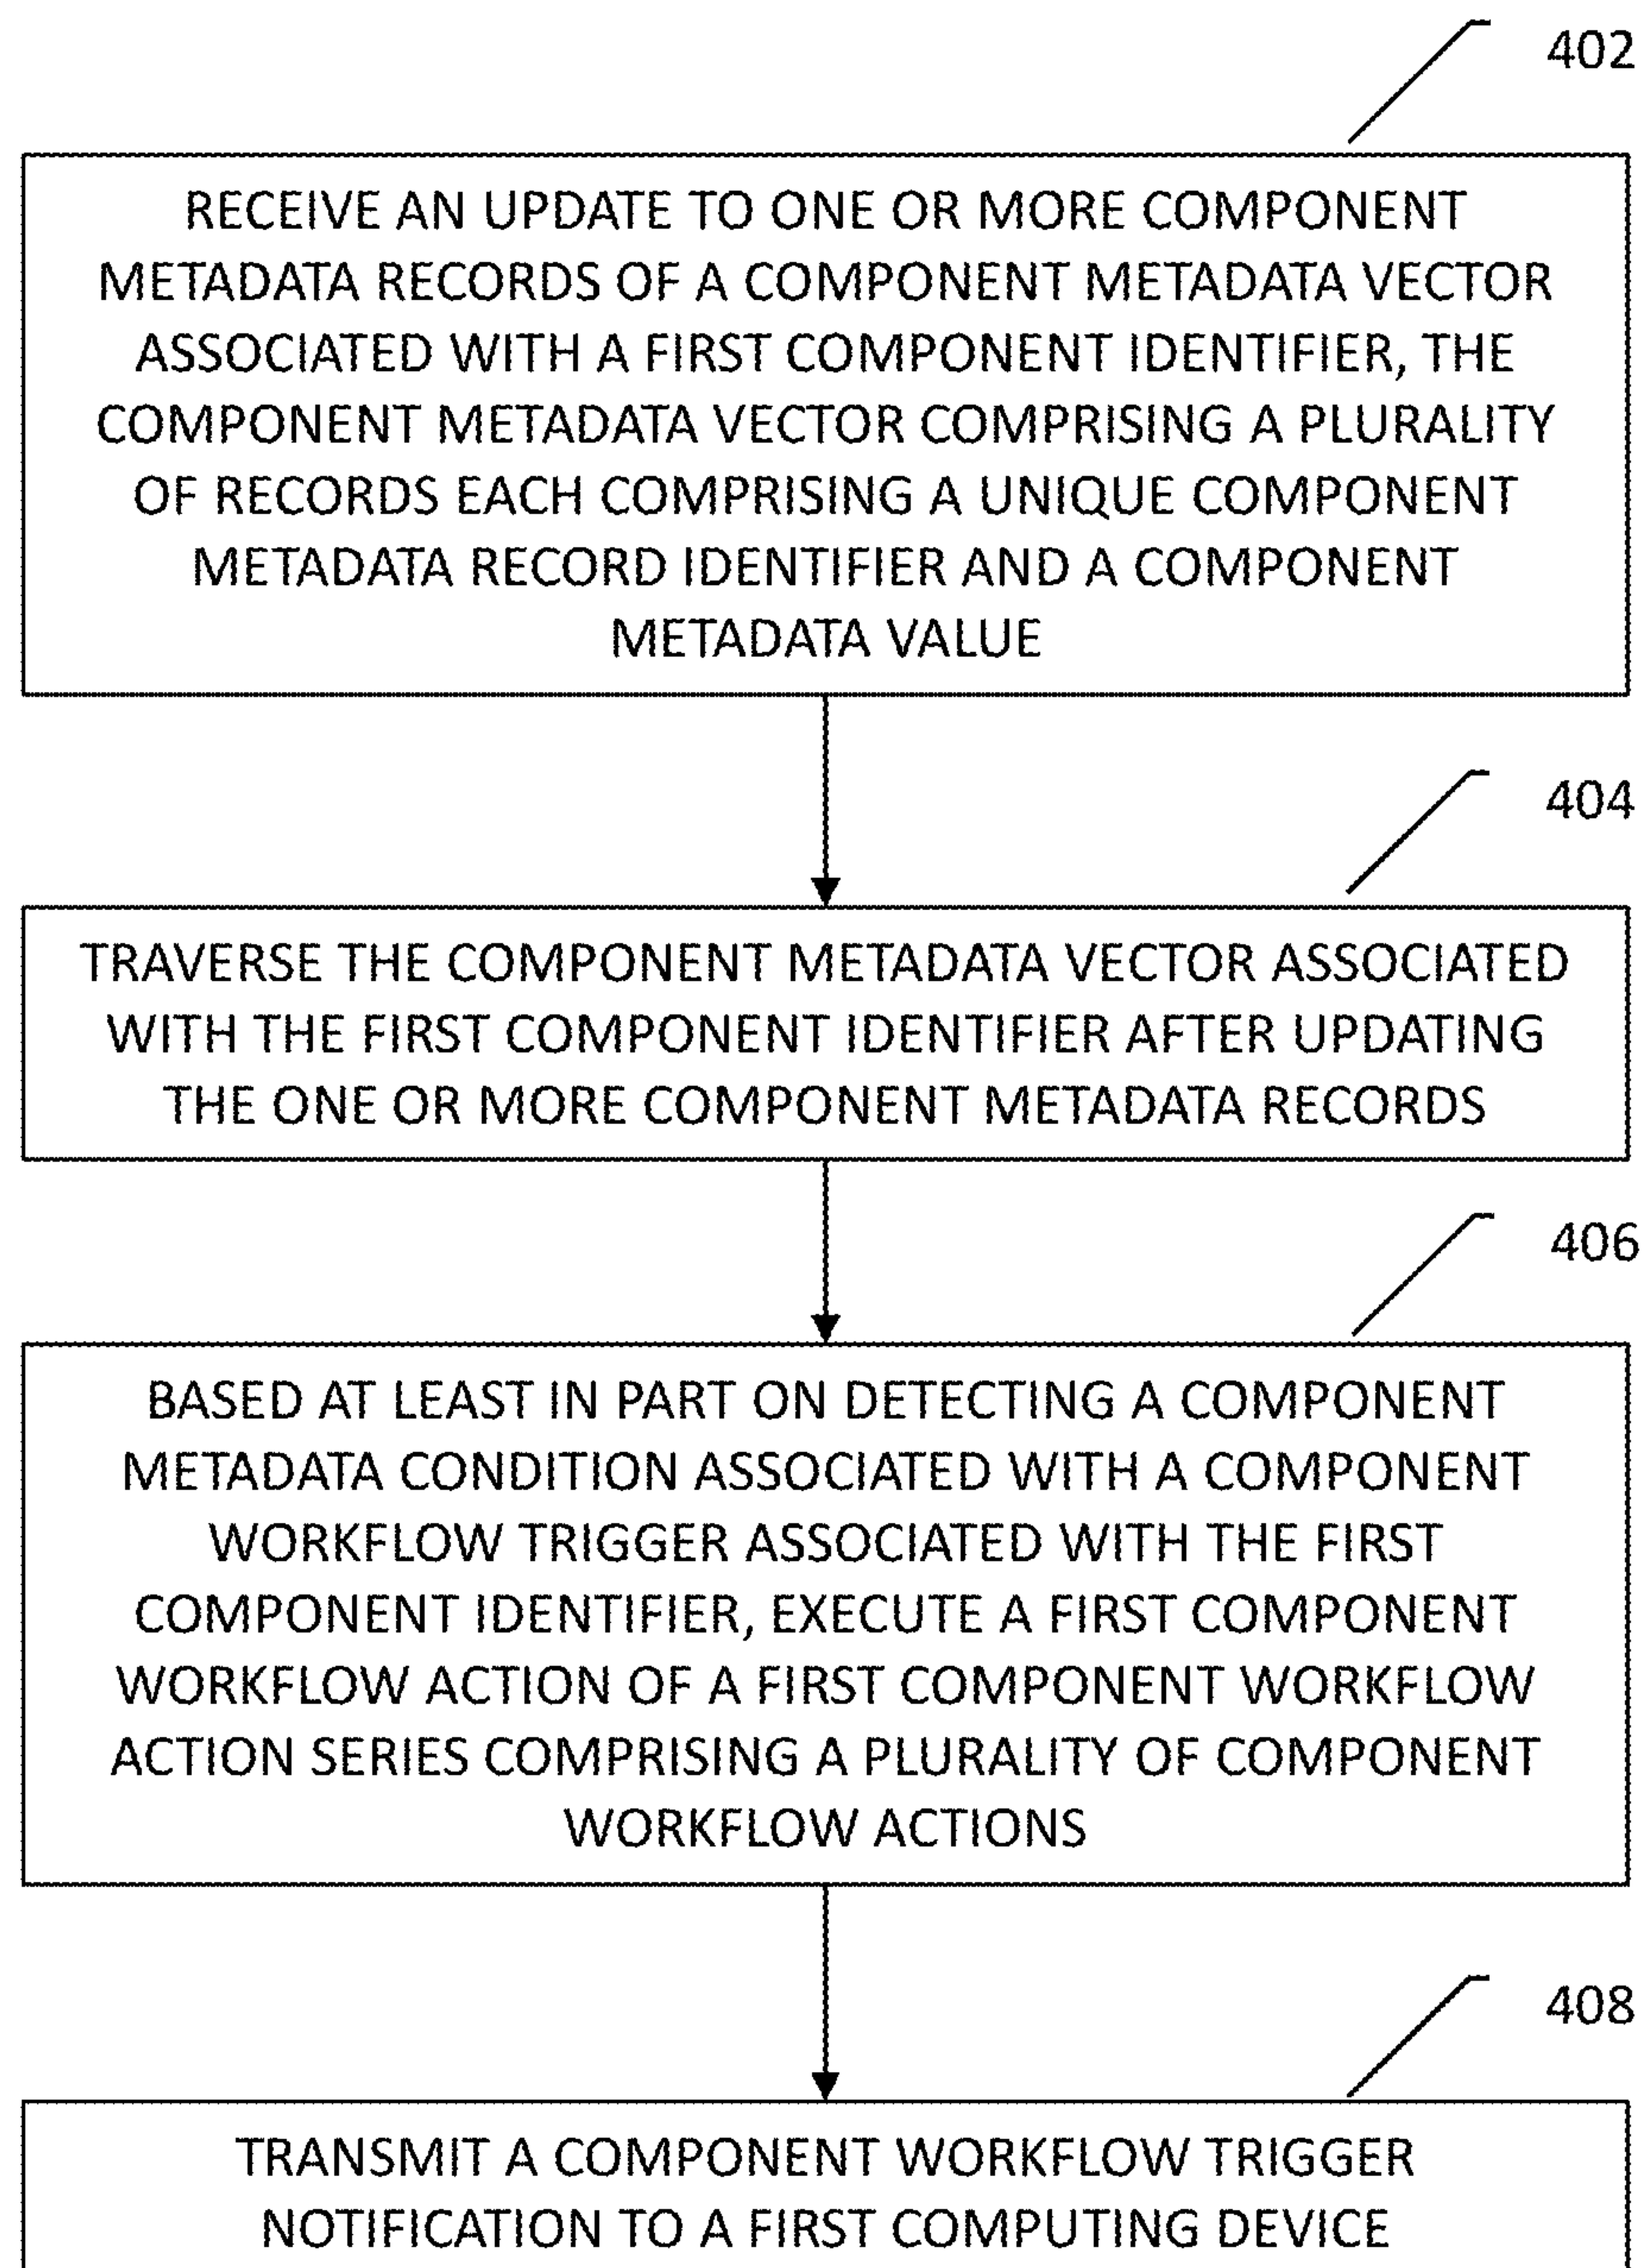 402
RECEIVE AN UPDATE TO ONE OR MORE COMPONENT
METADATA RECORDS OF A COMPONENT METADATA VECTOR
ASSOCIATED WITH A FIRST COMPONENT IDENTIFIER, THE
COMPONENT METADATA VECTOR COMPRISING A PLURALITY
OF RECORDS EACH COMPRISING A UNIQUE COMPONENT
METADATA RECORD IDENTIFIER AND A COMPONENT
METADATA VALUE
404
TRAVERSE THE COMPONENT METADATA VECTOR ASSOCIATED
WITH THE FIRST COMPONENT IDENTIFIER AFTER UPDATING
THE ONE OR MORE COMPONENT METADATA RECORDS
406
BASED AT LEAST IN PART ON DETECTING A COMPONENT
METADATA CONDITION ASSOCIATED WITH A COMPONENT
WORKFLOW TRIGGER ASSOCIATED WITH THE FIRST
COMPONENT IDENTIFIER, EXECUTE A FIRST COMPONENT
WORKFLOW ACTION OF A FIRST COMPONENT WORKFLOW
ACTION SERIES COMPRISING A PLURALITY OF COMPONENT
WORKFLOW ACTIONS
408
TRANSMIT A COMPONENT WORKFLOW TRIGGER
NOTIFICATION TO A FIRST COMPUTING DEVICE